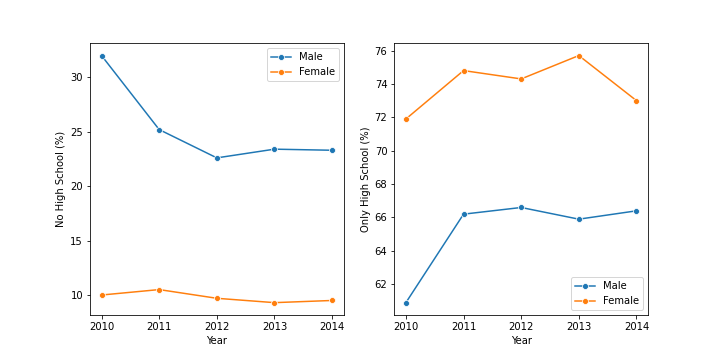 No High School (%)
30
25
20
15
10
2010 2011 2012 2013 2014
Year
Male
Female
Only High School (%)
76
74
72
70
68
66
64
62
2010 2011 2012 2013 2014
Year
Male
Female